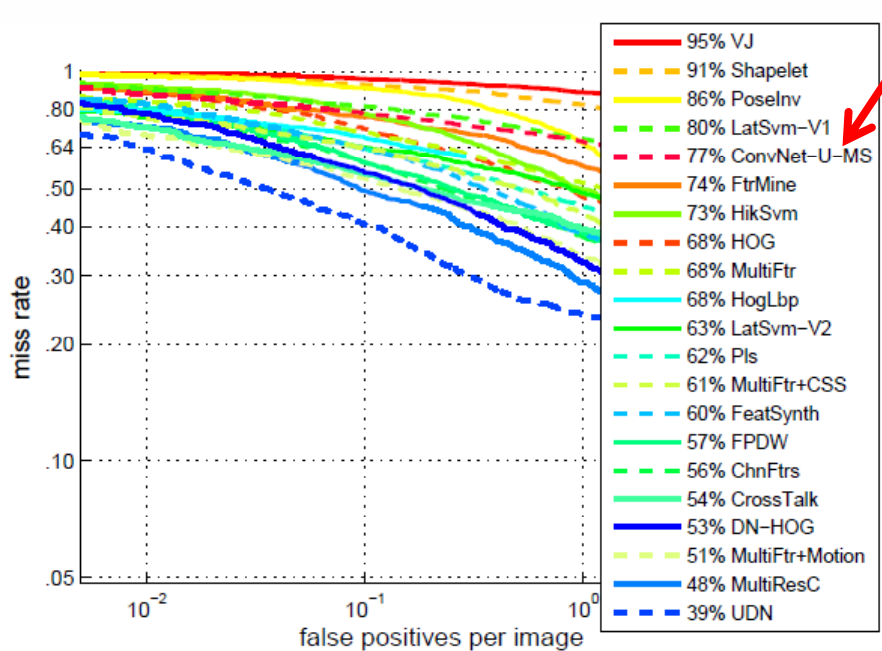 95% VJ
91% Shapelet
86% PoseInv
80% LatSvm−V1
77% ConvNet−U−MS
74% FtrMine
73% HikSvm
68% HOG
68% MultiFtr
68% HogLbp
63% LatSvm−V2
62% Pls
61% MultiFtr+CSS
60% FeatSynth
57% FPDW
56% ChnFtrs
54% CrossTalk
53% DN−HOG
51% MultiFtr+Motion
48% MultiResC
39% UDN
1
.80
.64
.50
.40
.30
.20
.10
.05
miss rate
10⁻² 10⁻¹ 10⁰
false positives per image